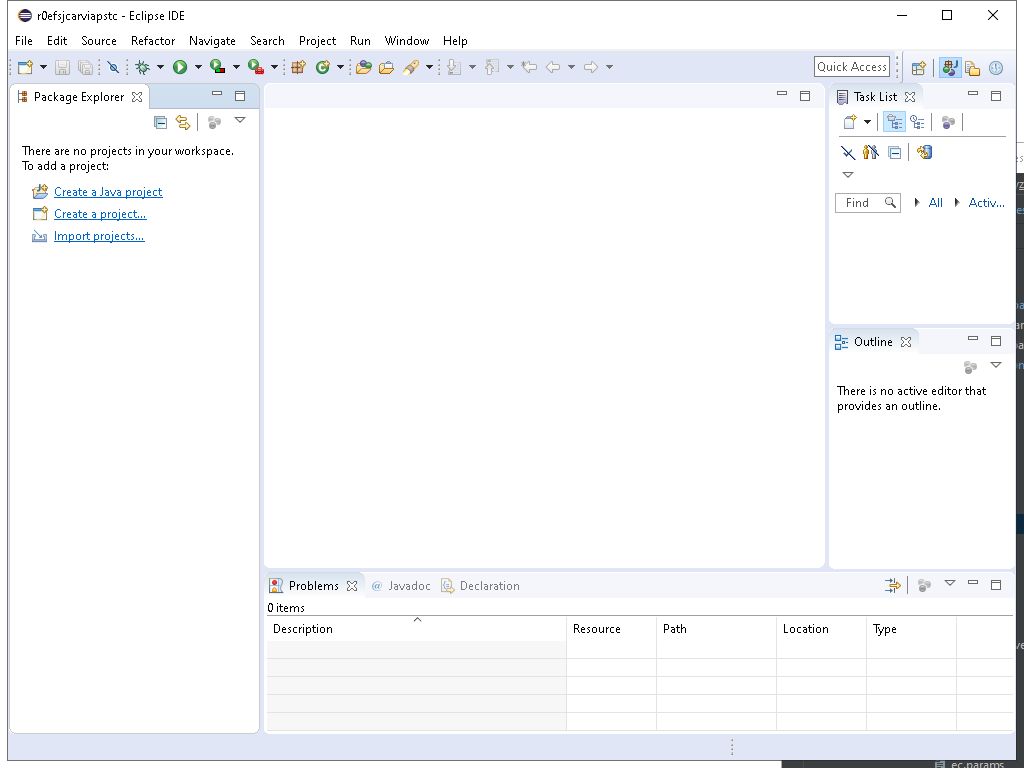 r0efsjcarviapstc - Eclipse IDE
File Edit Source Refactor Navigate Search Project Run Window Help
Quick Access
Package Explorer
There are no projects in your workspace.
To add a project:
Create a Java project
Create a project...
Import projects...
Task List
Find All Activ...
Outline
There is no active editor that
provides an outline.
Problems @ Javadoc Declaration
0 items
Description Resource Path Location Type
ec.params